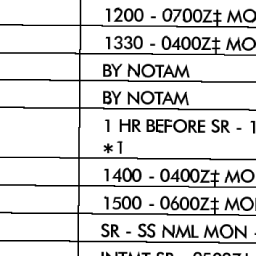 1200 - 0700Z‡ MO
1330 - 0400Z‡ MO
BY NOTAM
BY NOTAM
1 HR BEFORE SR - 1
*1
1400 - 0400Z‡ MO
1500 - 0600Z‡ MO
SR - SS NML MON -